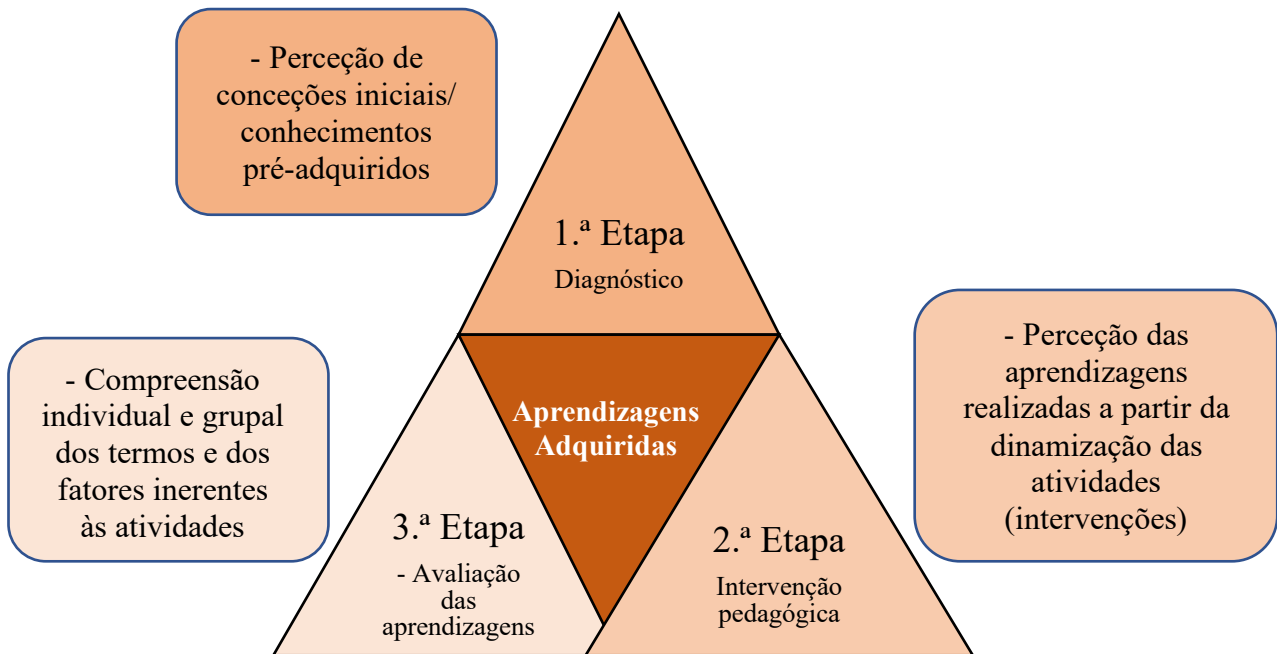 - Perceção de
conceções iniciais/
conhecimentos
pré-adquiridos
1.ª Etapa
Diagnóstico
- Perceção das
aprendizagens
realizadas a partir da
dinamização das
atividades
(intervenções)
- Compreensão
individual e grupal
dos termos e dos
fatores inerentes
às atividades
Aprendizagens
Adquiridas
3.ª Etapa
- Avaliação
das
aprendizagens
2.ª Etapa
Intervenção
pedagógica